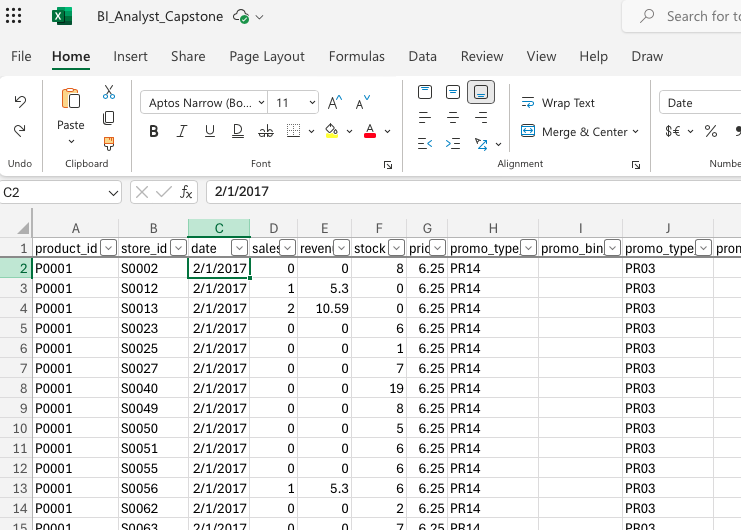 BI_Analyst_Capstone
Search for to
File Home Insert Share Page Layout Formulas Data Review View Help Draw
Paste
Aptos Narrow (Bo... 11 A A
B I U D ab A
Wrap Text
Merge & Center
Date
$€ %
Undo Clipboard Font Alignment Numbe
C2 fx 2/1/2017
A B C D E F G H I J
1 product_id store_id date sales reven stock pric promo_type promo_bin promo_type pron
2 P0001 S0002 2/1/2017 0 0 8 6.25 PR14 PR03
3 P0001 S0012 2/1/2017 1 5.3 0 6.25 PR14 PR03
4 P0001 S0013 2/1/2017 2 10.59 0 6.25 PR14 PR03
5 P0001 S0023 2/1/2017 0 0 6 6.25 PR14 PR03
6 P0001 S0025 2/1/2017 0 0 1 6.25 PR14 PR03
7 P0001 S0027 2/1/2017 0 0 7 6.25 PR14 PR03
8 P0001 S0040 2/1/2017 0 0 19 6.25 PR14 PR03
9 P0001 S0049 2/1/2017 0 0 8 6.25 PR14 PR03
10 P0001 S0050 2/1/2017 0 0 5 6.25 PR14 PR03
11 P0001 S0051 2/1/2017 0 0 6 6.25 PR14 PR03
12 P0001 S0055 2/1/2017 0 0 6 6.25 PR14 PR03
13 P0001 S0056 2/1/2017 1 5.3 6 6.25 PR14 PR03
14 P0001 S0062 2/1/2017 0 0 2 6.25 PR14 PR03
15 P0001 S0063 2/1/2017 0 0 7 6.25 PR14 PR03